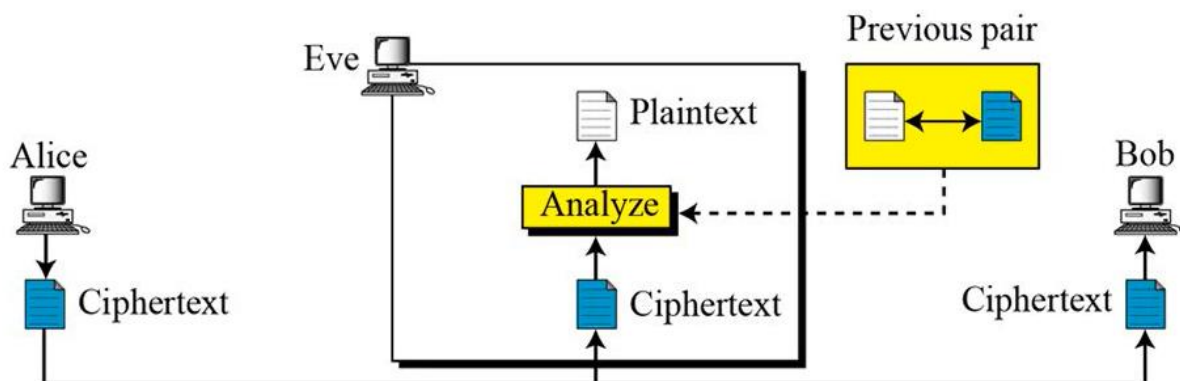 Previous pair
Eve
Plaintext
Alice
Bob
Analyze
Ciphertext
Ciphertext
Ciphertext